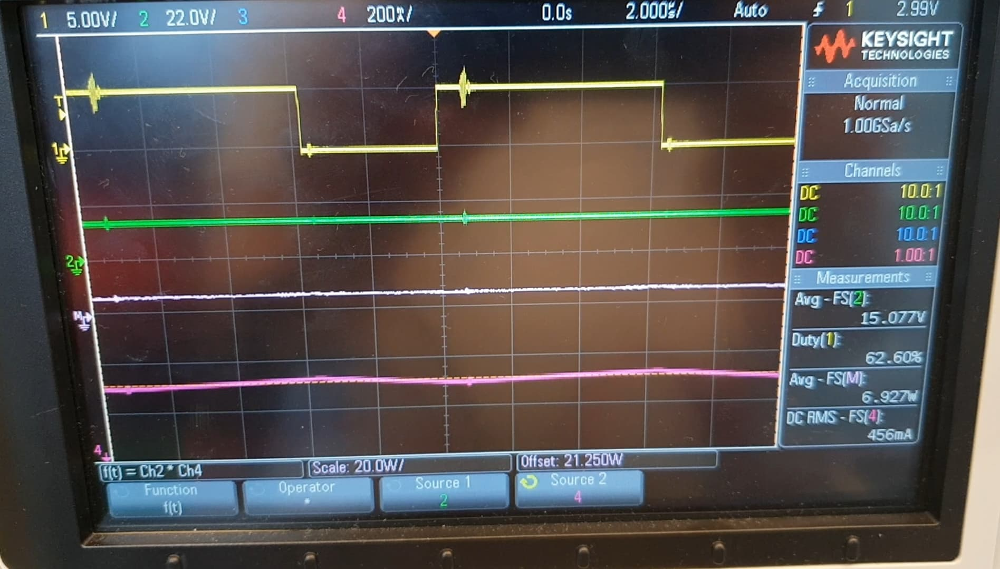 1 5.00V/ 2 22.0V/ 3 4 200mV/ 0.0s 2.000us/ Auto 1 2.99V
KEYSIGHT
TECHNOLOGIES
Acquisition
Normal
1.00GSa/s
Channels
DC 10.0:1
DC 10.0:1
DC 10.0:1
DC 1.00:1
Measurements
Avg - FS(2):
15.077V
Duty(1):
62.60%
Avg - FS(M):
6.927W
DC RMS - FS(4):
456mA
T
1
2
M
4
f(t) = Ch2 * Ch4
Scale: 20.0W/
Offset: 21.250W
Function
f(t)
Operator
*
Source 1
2
Source 2
4